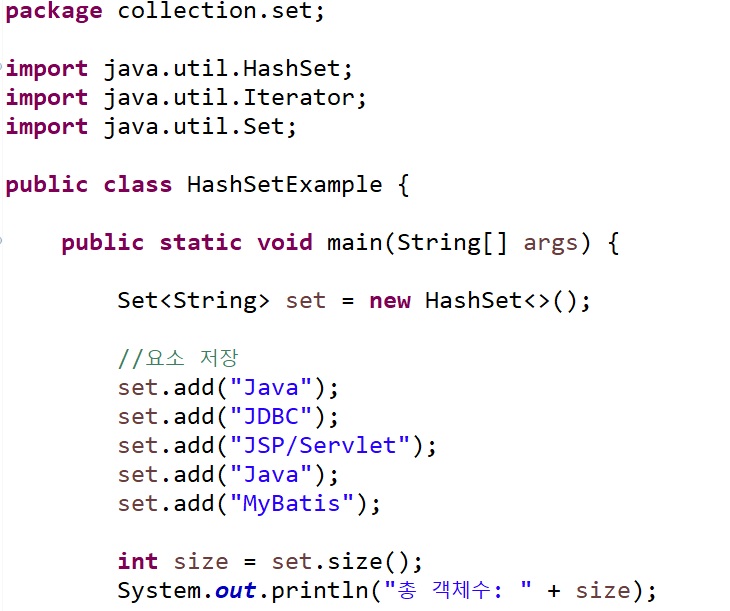 package collection.set;
import java.util.HashSet;
import java.util.Iterator;
import java.util.Set;
public class HashSetExample {
public static void main(String[] args) {
Set<String> set = new HashSet<>();
//요소 저장
set.add("Java");
set.add("JDBC");
set.add("JSP/Servlet");
set.add("Java");
set.add("MyBatis");
int size = set.size();
System.out.println("총 객체수: " + size);